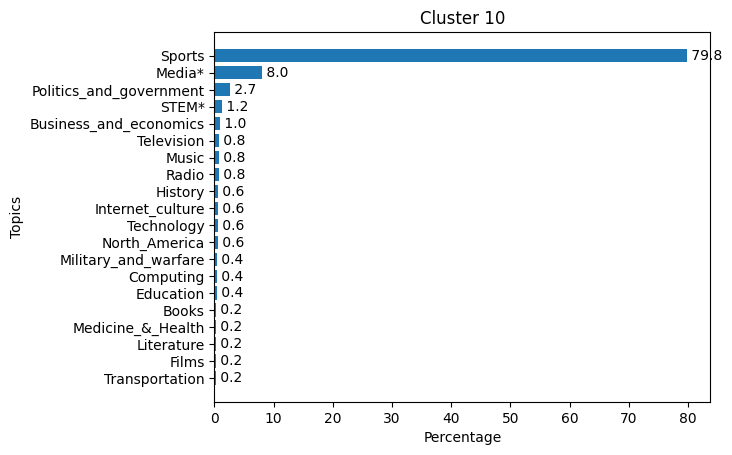 Cluster 10
Topics
Sports 79.8
Media* 8.0
Politics_and_government 2.7
STEM* 1.2
Business_and_economics 1.0
Television 0.8
Music 0.8
Radio 0.8
History 0.6
Internet_culture 0.6
Technology 0.6
North_America 0.6
Military_and_warfare 0.4
Computing 0.4
Education 0.4
Books 0.2
Medicine_&_Health 0.2
Literature 0.2
Films 0.2
Transportation 0.2
0 10 20 30 40 50 60 70 80
Percentage